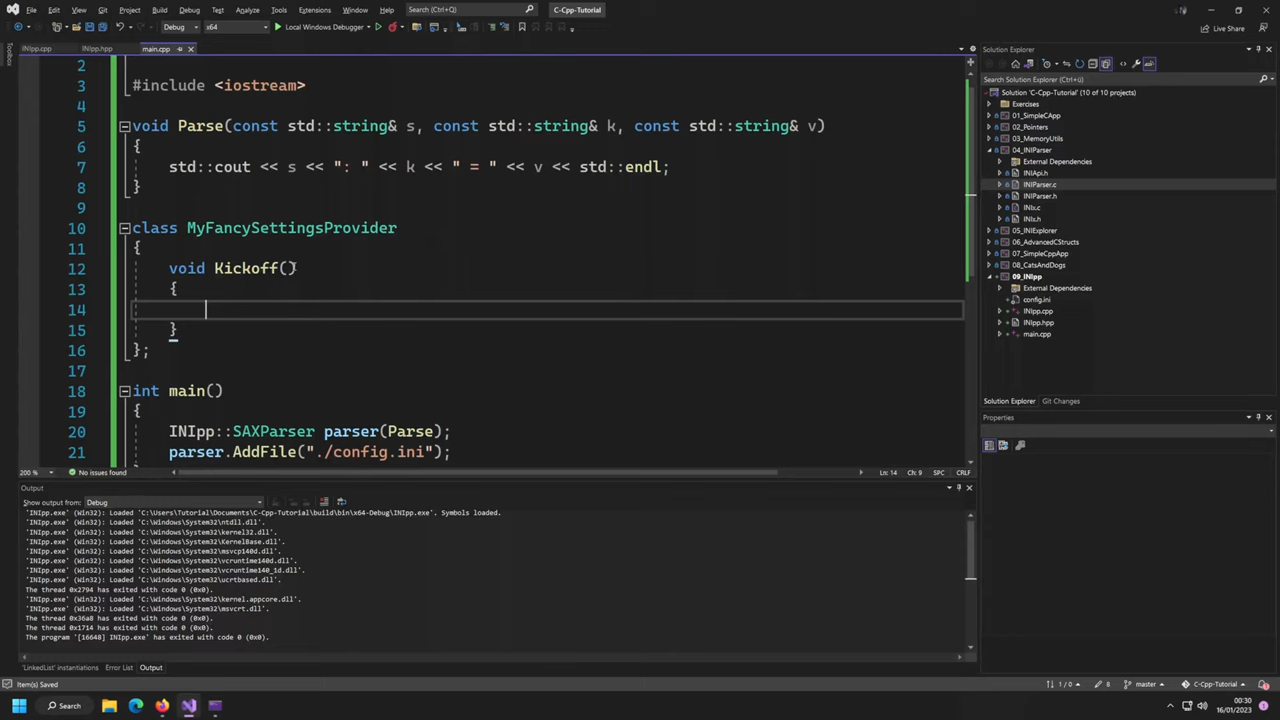 File Edit View Git Project Build Debug Test Analyze Tools Extensions Window Help Search (Ctrl+Q) C-Cpp-Tutorial
Debug x64 Local Windows Debugger Live Share
INIpp.cpp INIpp.hpp main.cpp
2
3 #include <iostream>
4
5 void Parse(const std::string& s, const std::string& k, const std::string& v)
6 {
7 std::cout << s << ": " << k << " = " << v << std::endl;
8 }
9
10 class MyFancySettingsProvider
11 {
12 void Kickoff()
13 {
14
15 }
16 };
17
18 int main()
19 {
20 INIpp::SAXParser parser(Parse);
21 parser.AddFile("./config.ini");
200 % No issues found Ln: 14 Ch: 9 SPC CRLF
Output
Show output from: Debug
'INIpp.exe' (Win32): Loaded 'C:\Users\Tutorial\Documents\C-Cpp-Tutorial\build\bin\x64-Debug\INIpp.exe'. Symbols loaded.
'INIpp.exe' (Win32): Loaded 'C:\Windows\System32\ntdll.dll'.
'INIpp.exe' (Win32): Loaded 'C:\Windows\System32\kernel32.dll'.
'INIpp.exe' (Win32): Loaded 'C:\Windows\System32\KernelBase.dll'.
'INIpp.exe' (Win32): Loaded 'C:\Windows\System32\msvcp140d.dll'.
'INIpp.exe' (Win32): Loaded 'C:\Windows\System32\vcruntime140d.dll'.
'INIpp.exe' (Win32): Loaded 'C:\Windows\System32\vcruntime140_1d.dll'.
'INIpp.exe' (Win32): Loaded 'C:\Windows\System32\ucrtbased.dll'.
The thread 0x2794 has exited with code 0 (0x0).
'INIpp.exe' (Win32): Loaded 'C:\Windows\System32\kernel.appcore.dll'.
'INIpp.exe' (Win32): Loaded 'C:\Windows\System32\msvcrt.dll'.
The thread 0x36a8 has exited with code 0 (0x0).
The thread 0x1714 has exited with code 0 (0x0).
The program '[16648] INIpp.exe' has exited with code 0 (0x0).
'LinkedList' instantiations Error List Output
Item(s) Saved 1 / 0 8 master C-Cpp-Tutorial
Search 00:30
16/01/2023
Toolbox
Solution Explorer
Search Solution Explorer (Ctrl+ü)
Solution 'C-Cpp-Tutorial' (10 of 10 projects)
Exercises
01_SimpleCApp
02_Pointers
03_MemoryUtils
04_INIParser
External Dependencies
INIApi.h
INIParser.c
INIParser.h
INIx.c
INIx.h
05_INIExplorer
06_AdvancedCStructs
07_SimpleCppApp
08_CatsAndDogs
09_INIpp
External Dependencies
config.ini
INIpp.cpp
INIpp.hpp
main.cpp
Solution Explorer Git Changes
Properties